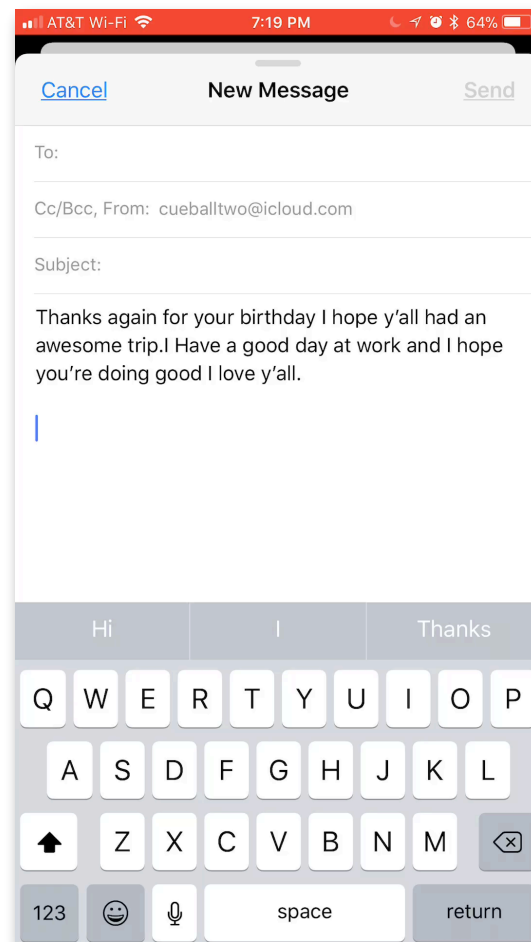 AT&T Wi-Fi 7:19 PM 64%
Cancel New Message Send
To:
Cc/Bcc, From: cueballtwo@icloud.com
Subject:
Thanks again for your birthday I hope y’all had an
awesome trip.I Have a good day at work and I hope
you’re doing good I love y’all.
Hi I Thanks
Q W E R T Y U I O P
A S D F G H J K L
Z X C V B N M
123 space return